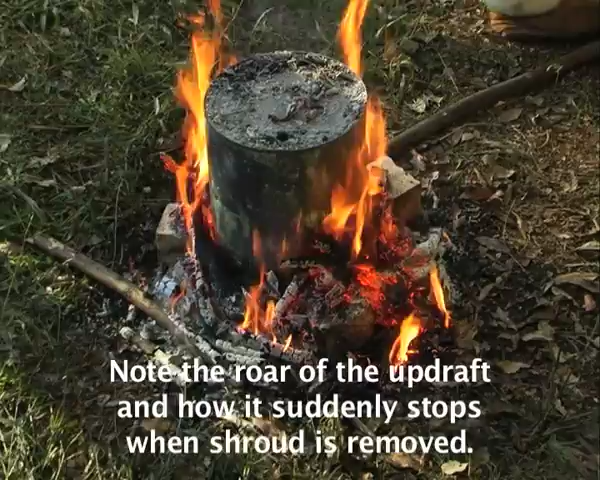 Note the roar of the updraft
and how it suddenly stops
when shroud is removed.